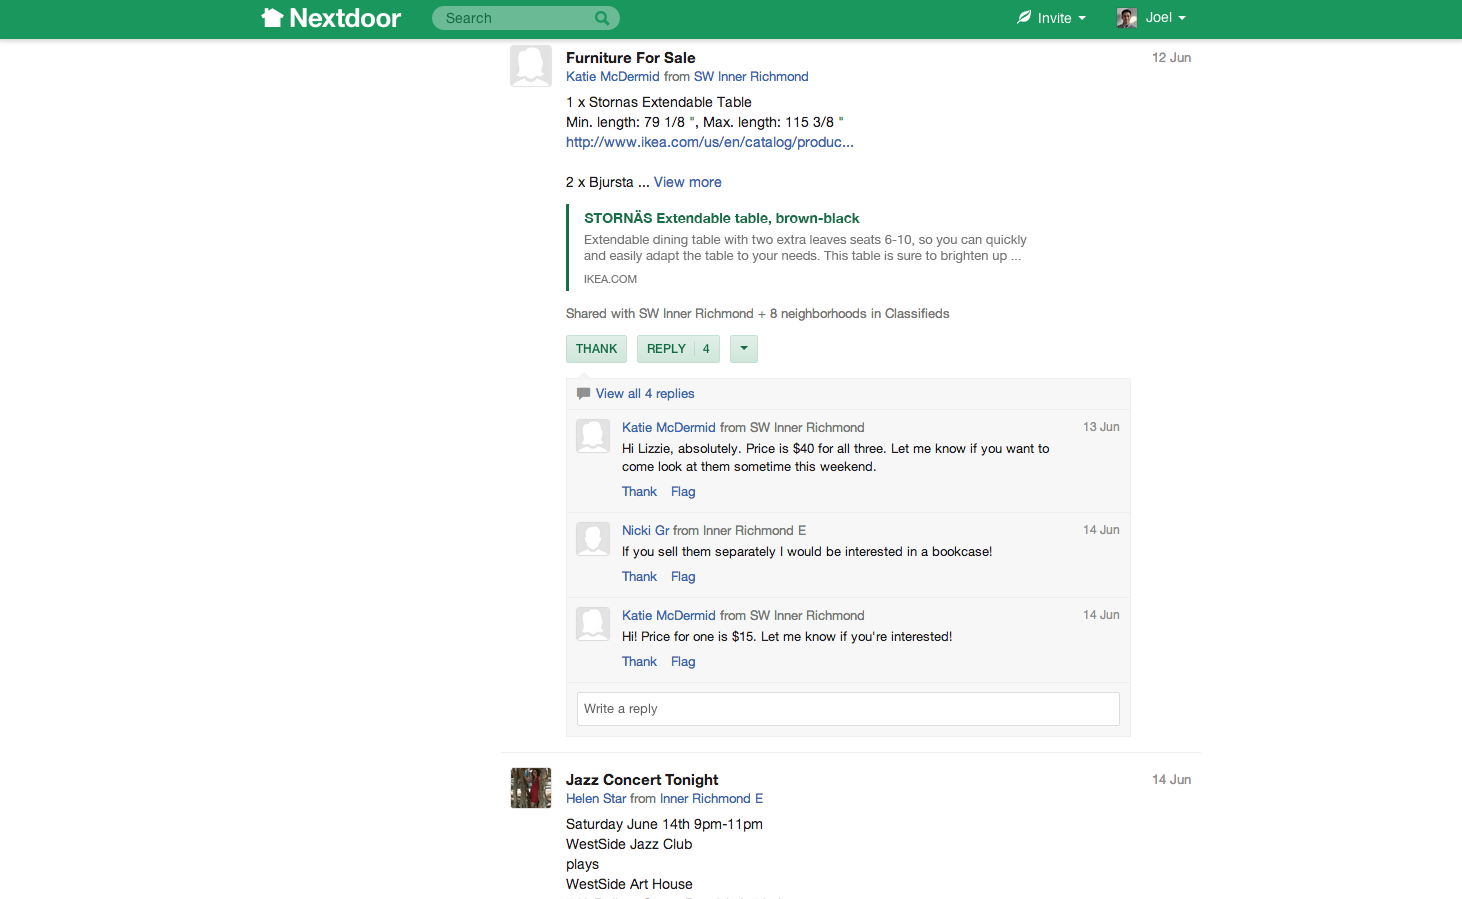 Nextdoor
Search
Invite
Joel
Furniture For Sale
12 Jun
Katie McDermid from SW Inner Richmond
1 x Stornas Extendable Table
Min. length: 79 1/8 ", Max. length: 115 3/8 "
http://www.ikea.com/us/en/catalog/produc...
2 x Bjursta ... View more
STORNÄS Extendable table, brown-black
Extendable dining table with two extra leaves seats 6-10, so you can quickly
and easily adapt the table to your needs. This table is sure to brighten up ...
IKEA.COM
Shared with SW Inner Richmond + 8 neighborhoods in Classifieds
THANK
REPLY 4
View all 4 replies
Katie McDermid from SW Inner Richmond
13 Jun
Hi Lizzie, absolutely. Price is $40 for all three. Let me know if you want to
come look at them sometime this weekend.
Thank Flag
Nicki Gr from Inner Richmond E
14 Jun
If you sell them separately I would be interested in a bookcase!
Thank Flag
Katie McDermid from SW Inner Richmond
14 Jun
Hi! Price for one is $15. Let me know if you're interested!
Thank Flag
Write a reply
Jazz Concert Tonight
14 Jun
Helen Star from Inner Richmond E
Saturday June 14th 9pm-11pm
WestSide Jazz Club
plays
WestSide Art House